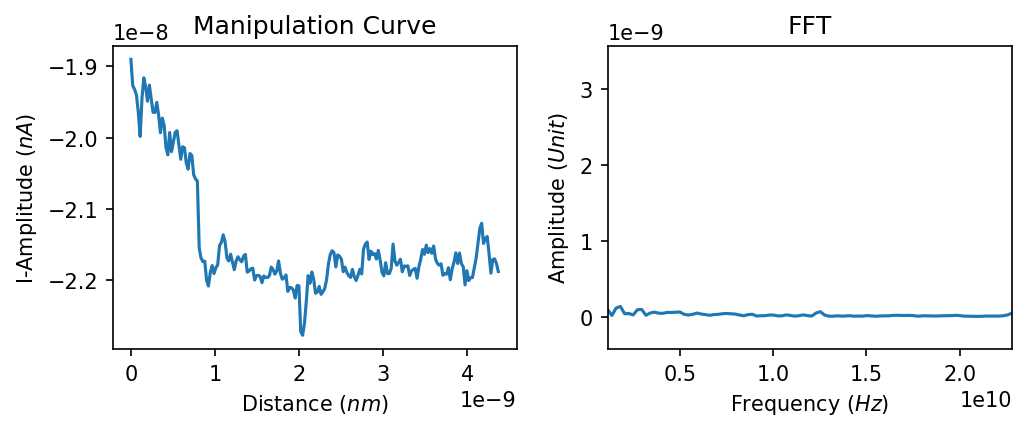 Manipulation Curve
1e−8
−1.9
−2.0
−2.1
−2.2
I-Amplitude (nA)
0 1 2 3 4
1e−9
Distance (nm)
FFT
1e−9
3
2
1
0
Amplitude (Unit)
0.5 1.0 1.5 2.0
1e10
Frequency (Hz)